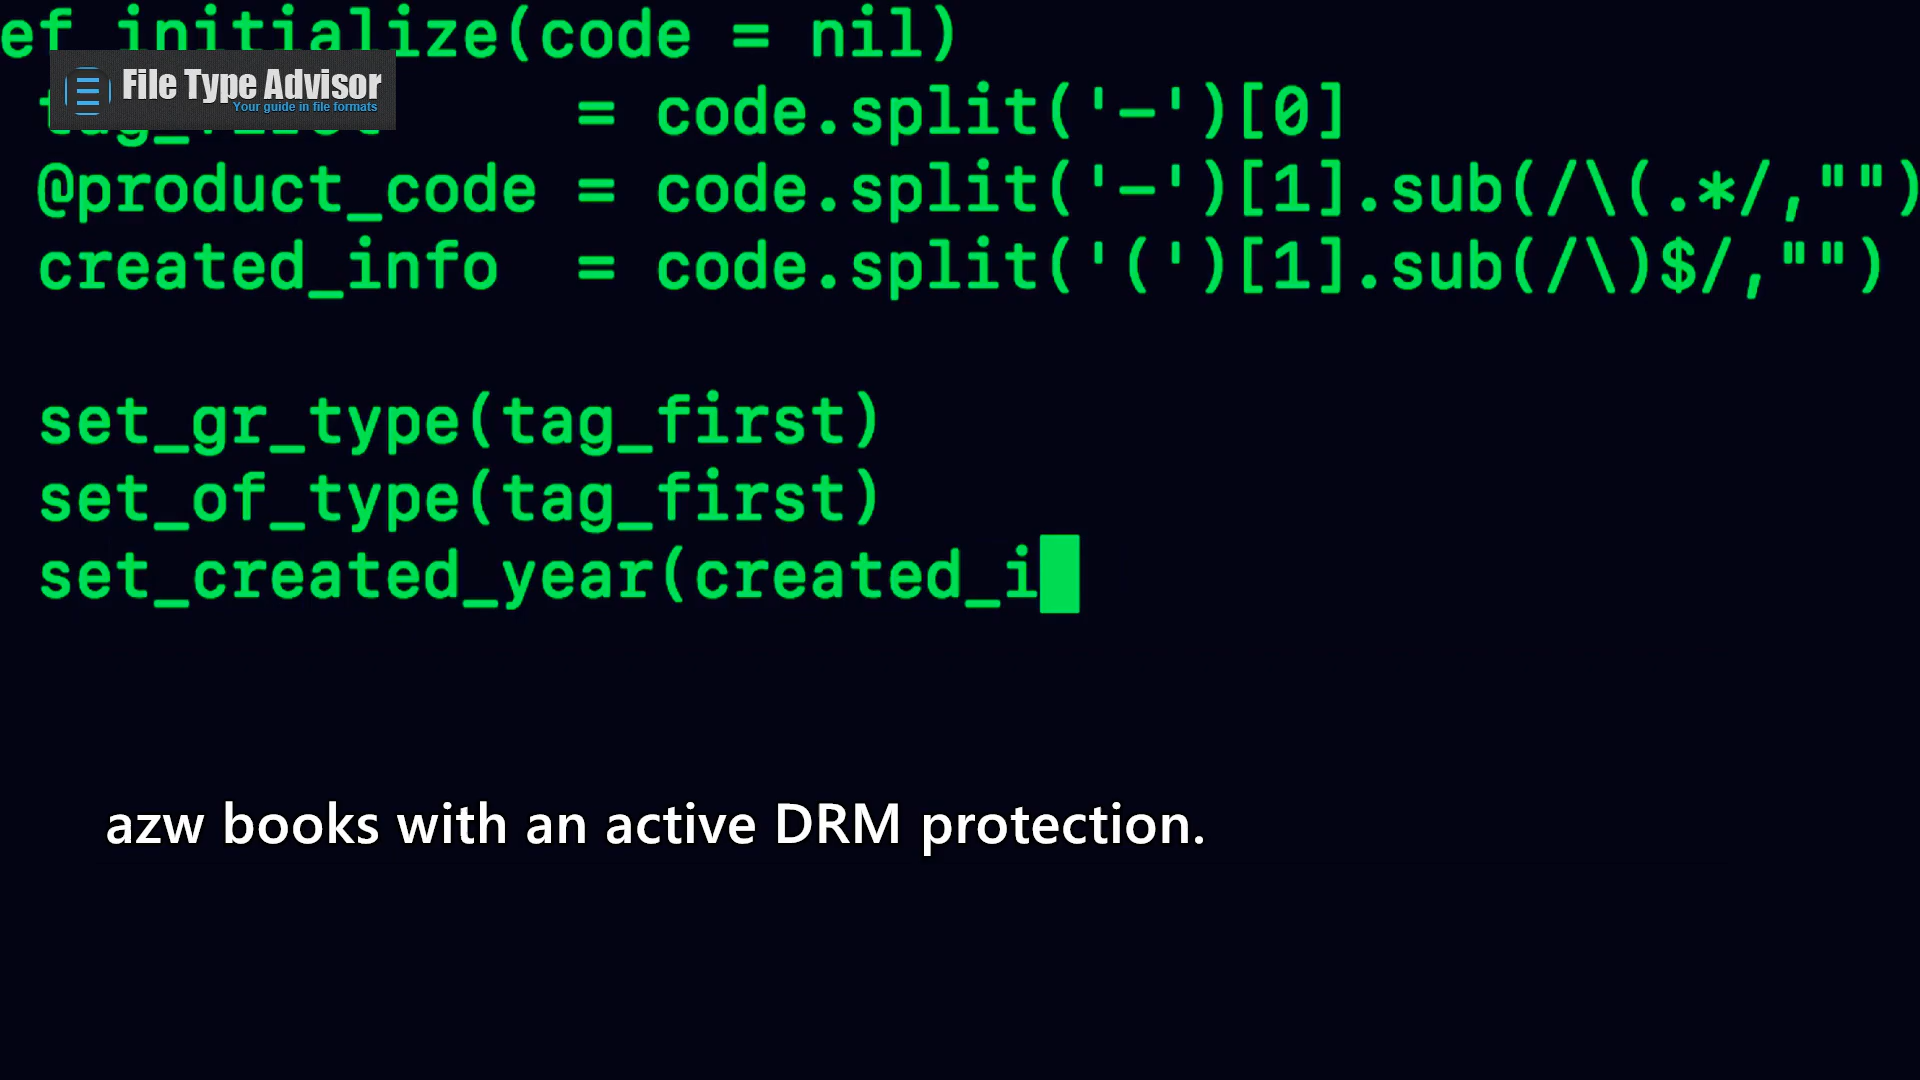 ef initialize(code = nil)
File Type Advisor
Your guide in file formats
= code.split('-')[0]
@product_code = code.split('-')[1].sub(/\(.*/,"")
created_info = code.split('(')[1].sub(/\)$/,"")
set_gr_type(tag_first)
set_of_type(tag_first)
set_created_year(created_i
azw books with an active DRM protection.